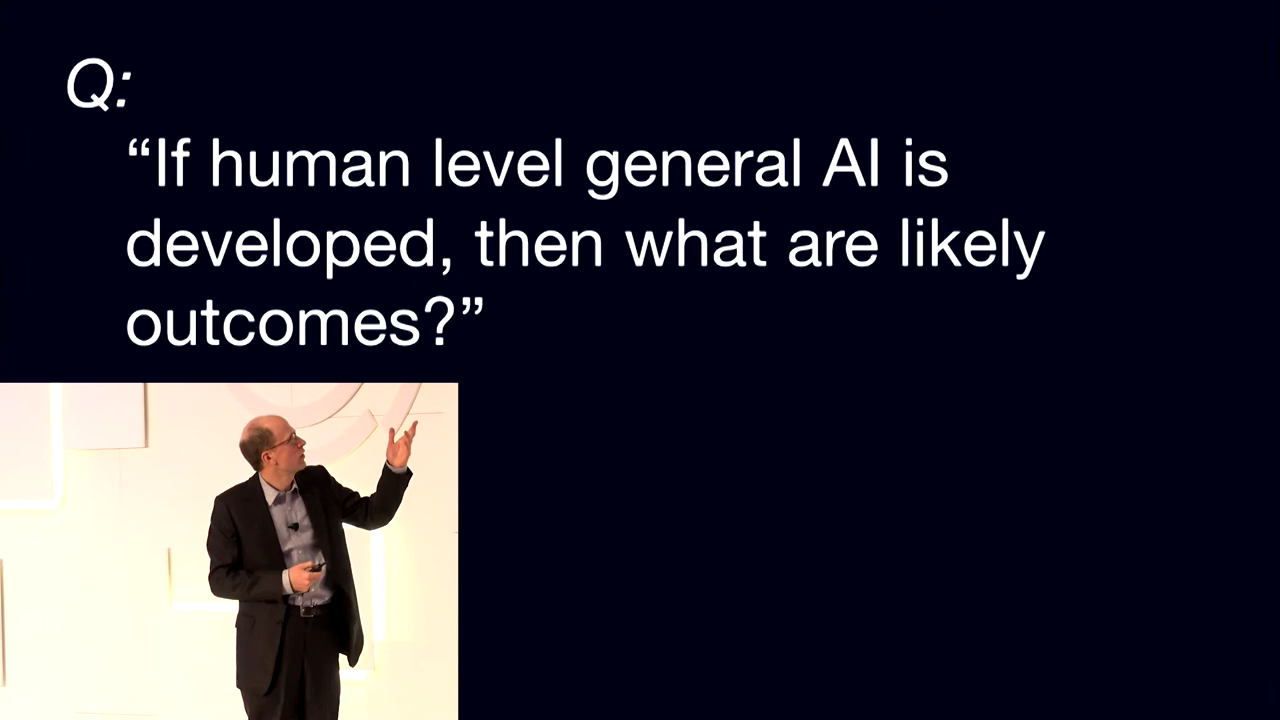 Q:
“If human level general AI is
developed, then what are likely
outcomes?”